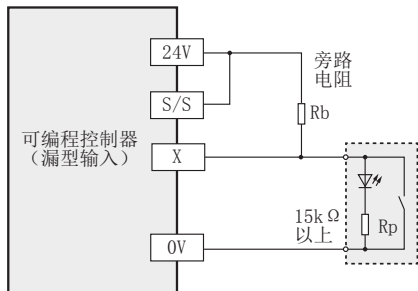 24V
旁路
电阻
S/S
Rb
可编程控制器
（漏型输入）
X
15kΩ
以上
Rp
0V